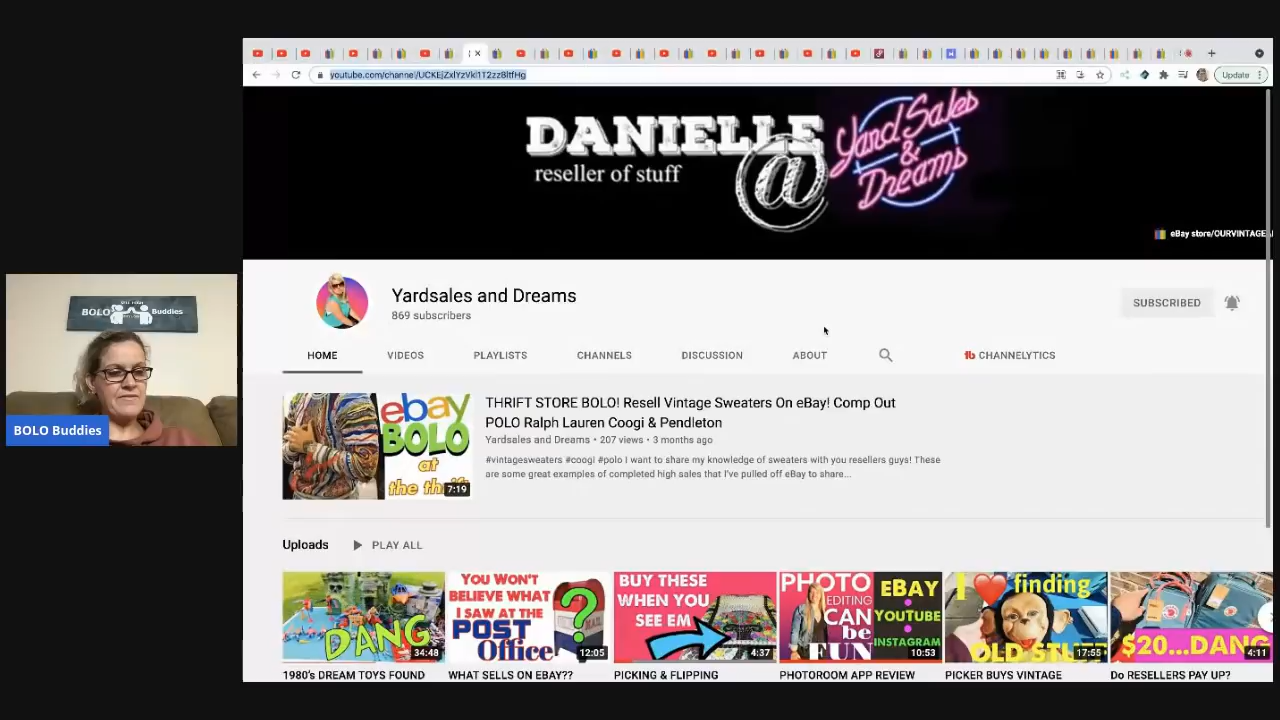 youtube.com/channel/UCKEjZxlYzVkl1T2zz8ltfHg
Update
DANIELLE
reseller of stuff
@
Yard Sales
&
Dreams
eBay store/OURVINTAGE
BOLO Buddies
BOLO Buddies
Yardsales and Dreams
869 subscribers
SUBSCRIBED
HOME
VIDEOS
PLAYLISTS
CHANNELS
DISCUSSION
ABOUT
CHANNELYTICS
ebay
BOLO
at
the thrift
7:19
THRIFT STORE BOLO! Resell Vintage Sweaters On eBay! Comp Out
POLO Ralph Lauren Coogi & Pendleton
Yardsales and Dreams • 207 views • 3 months ago
#vintagesweaters #coogi #polo I want to share my knowledge of sweaters with you resellers guys! These
are some great examples of completed high sales that I've pulled off eBay to share...
Uploads
PLAY ALL
DANG
34:48
YOU WON'T
BELIEVE WHAT
I SAW AT THE
POST
Office
?
MAIL
12:05
BUY THESE
WHEN YOU
SEE EM
4:37
PHOTO
EDITING
CAN
be
FUN
EBAY
•
YOUTUBE
•
INSTAGRAM
10:53
I ❤ finding
OLD STUFF
17:55
$20...DANG
4:11
1980's DREAM TOYS FOUND
WHAT SELLS ON EBAY??
PICKING & FLIPPING
PHOTOROOM APP REVIEW
PICKER BUYS VINTAGE
Do RESELLERS PAY UP?